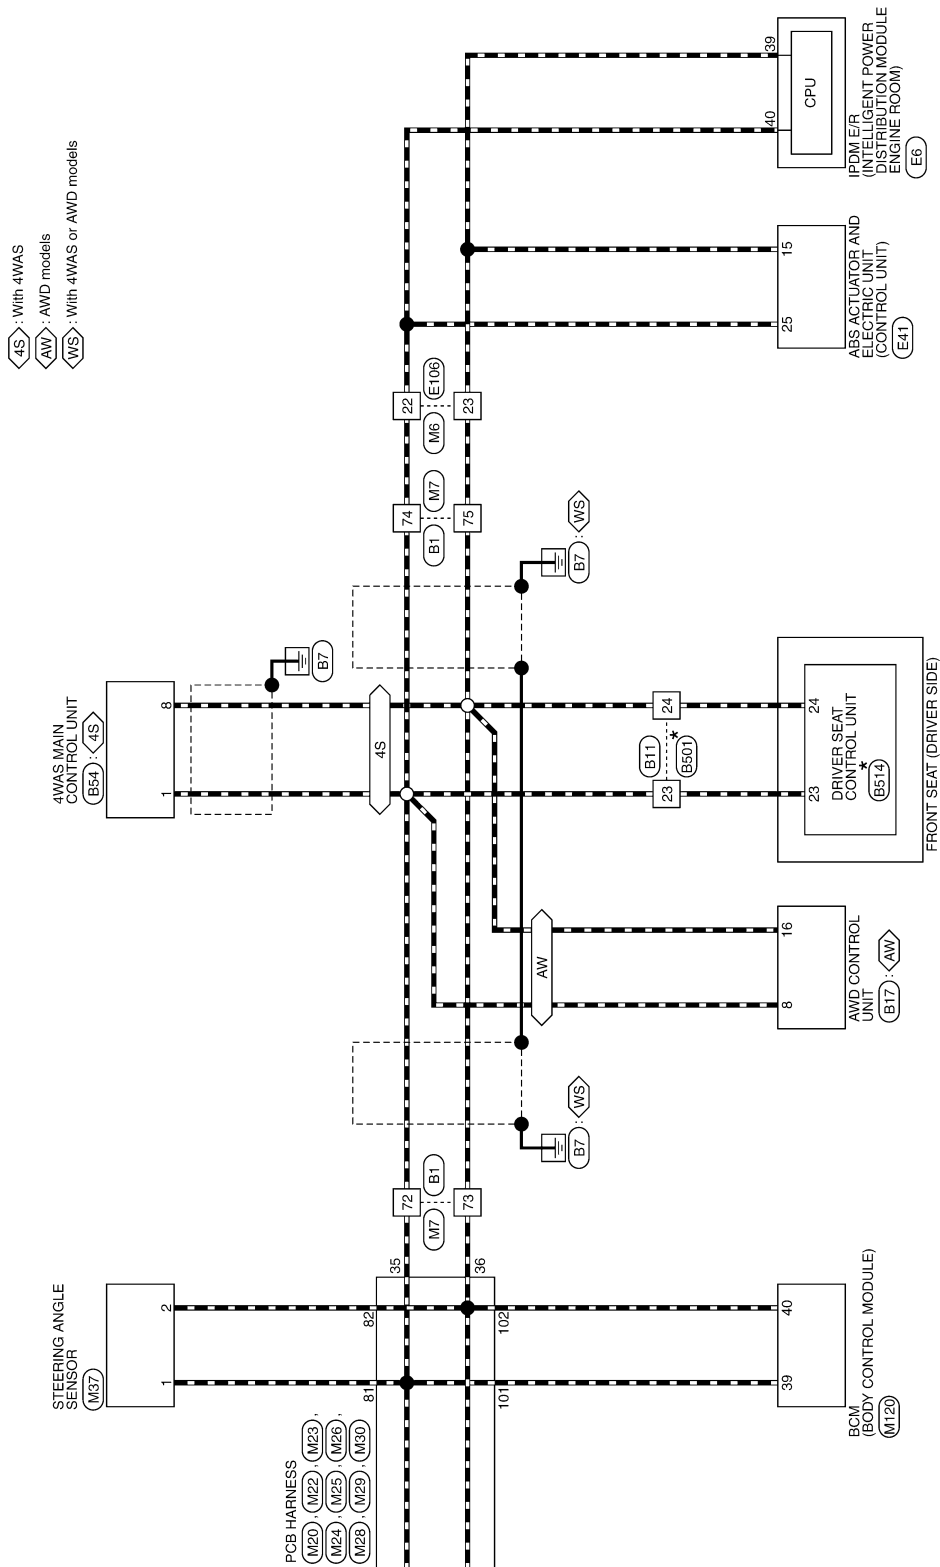 4S : With 4WAS
AW : AWD models
WS : With 4WAS or AWD models
STEERING ANGLE
SENSOR
M37
1
2
PCB HARNESS
M20 , M22 , M23 ,
M24 , M25 , M26 ,
M28 , M29 , M30
81
82
35
36
101
102
39
40
BCM
(BODY CONTROL MODULE)
M120
72
M7
B1
73
B7 : WS
4WAS MAIN
CONTROL UNIT
B54 : 4S
1
8
B7
4S
AW
8
16
AWD CONTROL
UNIT
B17 : AW
B11
B501
*
23
24
23
24
DRIVER SEAT
CONTROL UNIT
*
B514
FRONT SEAT (DRIVER SIDE)
B7 : WS
74
B1
M7
75
22
M6
E106
23
25
15
ABS ACTUATOR AND
ELECTRIC UNIT
(CONTROL UNIT)
E41
40
39
CPU
IPDM E/R
(INTELLIGENT POWER
DISTRIBUTION MODULE
ENGINE ROOM)
E6